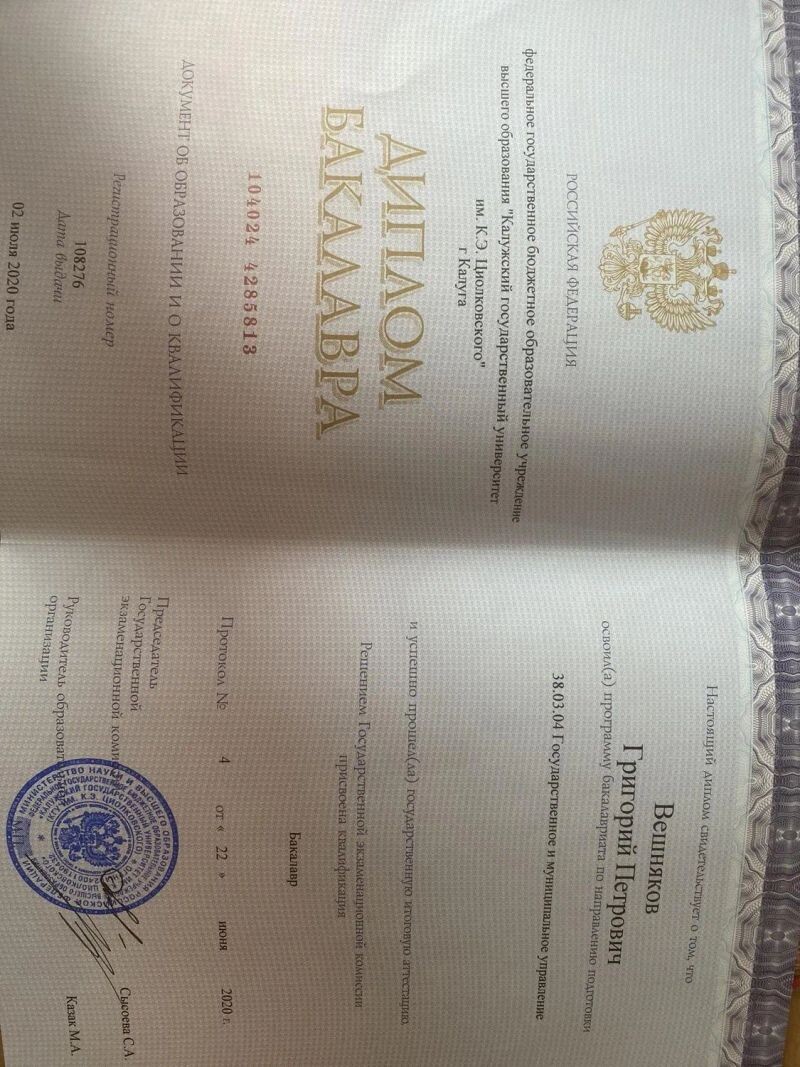 РОССИЙСКАЯ ФЕДЕРАЦИЯ
федеральное государственное бюджетное образовательное учреждение
высшего образования "Калужский государственный университет
им. К.Э. Циолковского"
г Калуга
ДИПЛОМ
БАКАЛАВРА
104024 4285813
ДОКУМЕНТ ОБ ОБРАЗОВАНИИ И О КВАЛИФИКАЦИИ
Регистрационный номер
108276
Дата выдачи
02 июля 2020 года
Настоящий диплом свидетельствует о том, что
Вешняков
Григорий Петрович
освоил(а) программу бакалавриата по направлению подготовки
38.03.04 Государственное и муниципальное управление
и успешно прошел(ла) государственную итоговую аттестацию
Решением Государственной экзаменационной комиссии
присвоена квалификация
Бакалавр
Протокол № 4 от « 22 » июня 2020 г.
Председатель
Государственной
экзаменационной
Сысоева С.А.
Руководитель
организации
Казак М.А.
М.П.